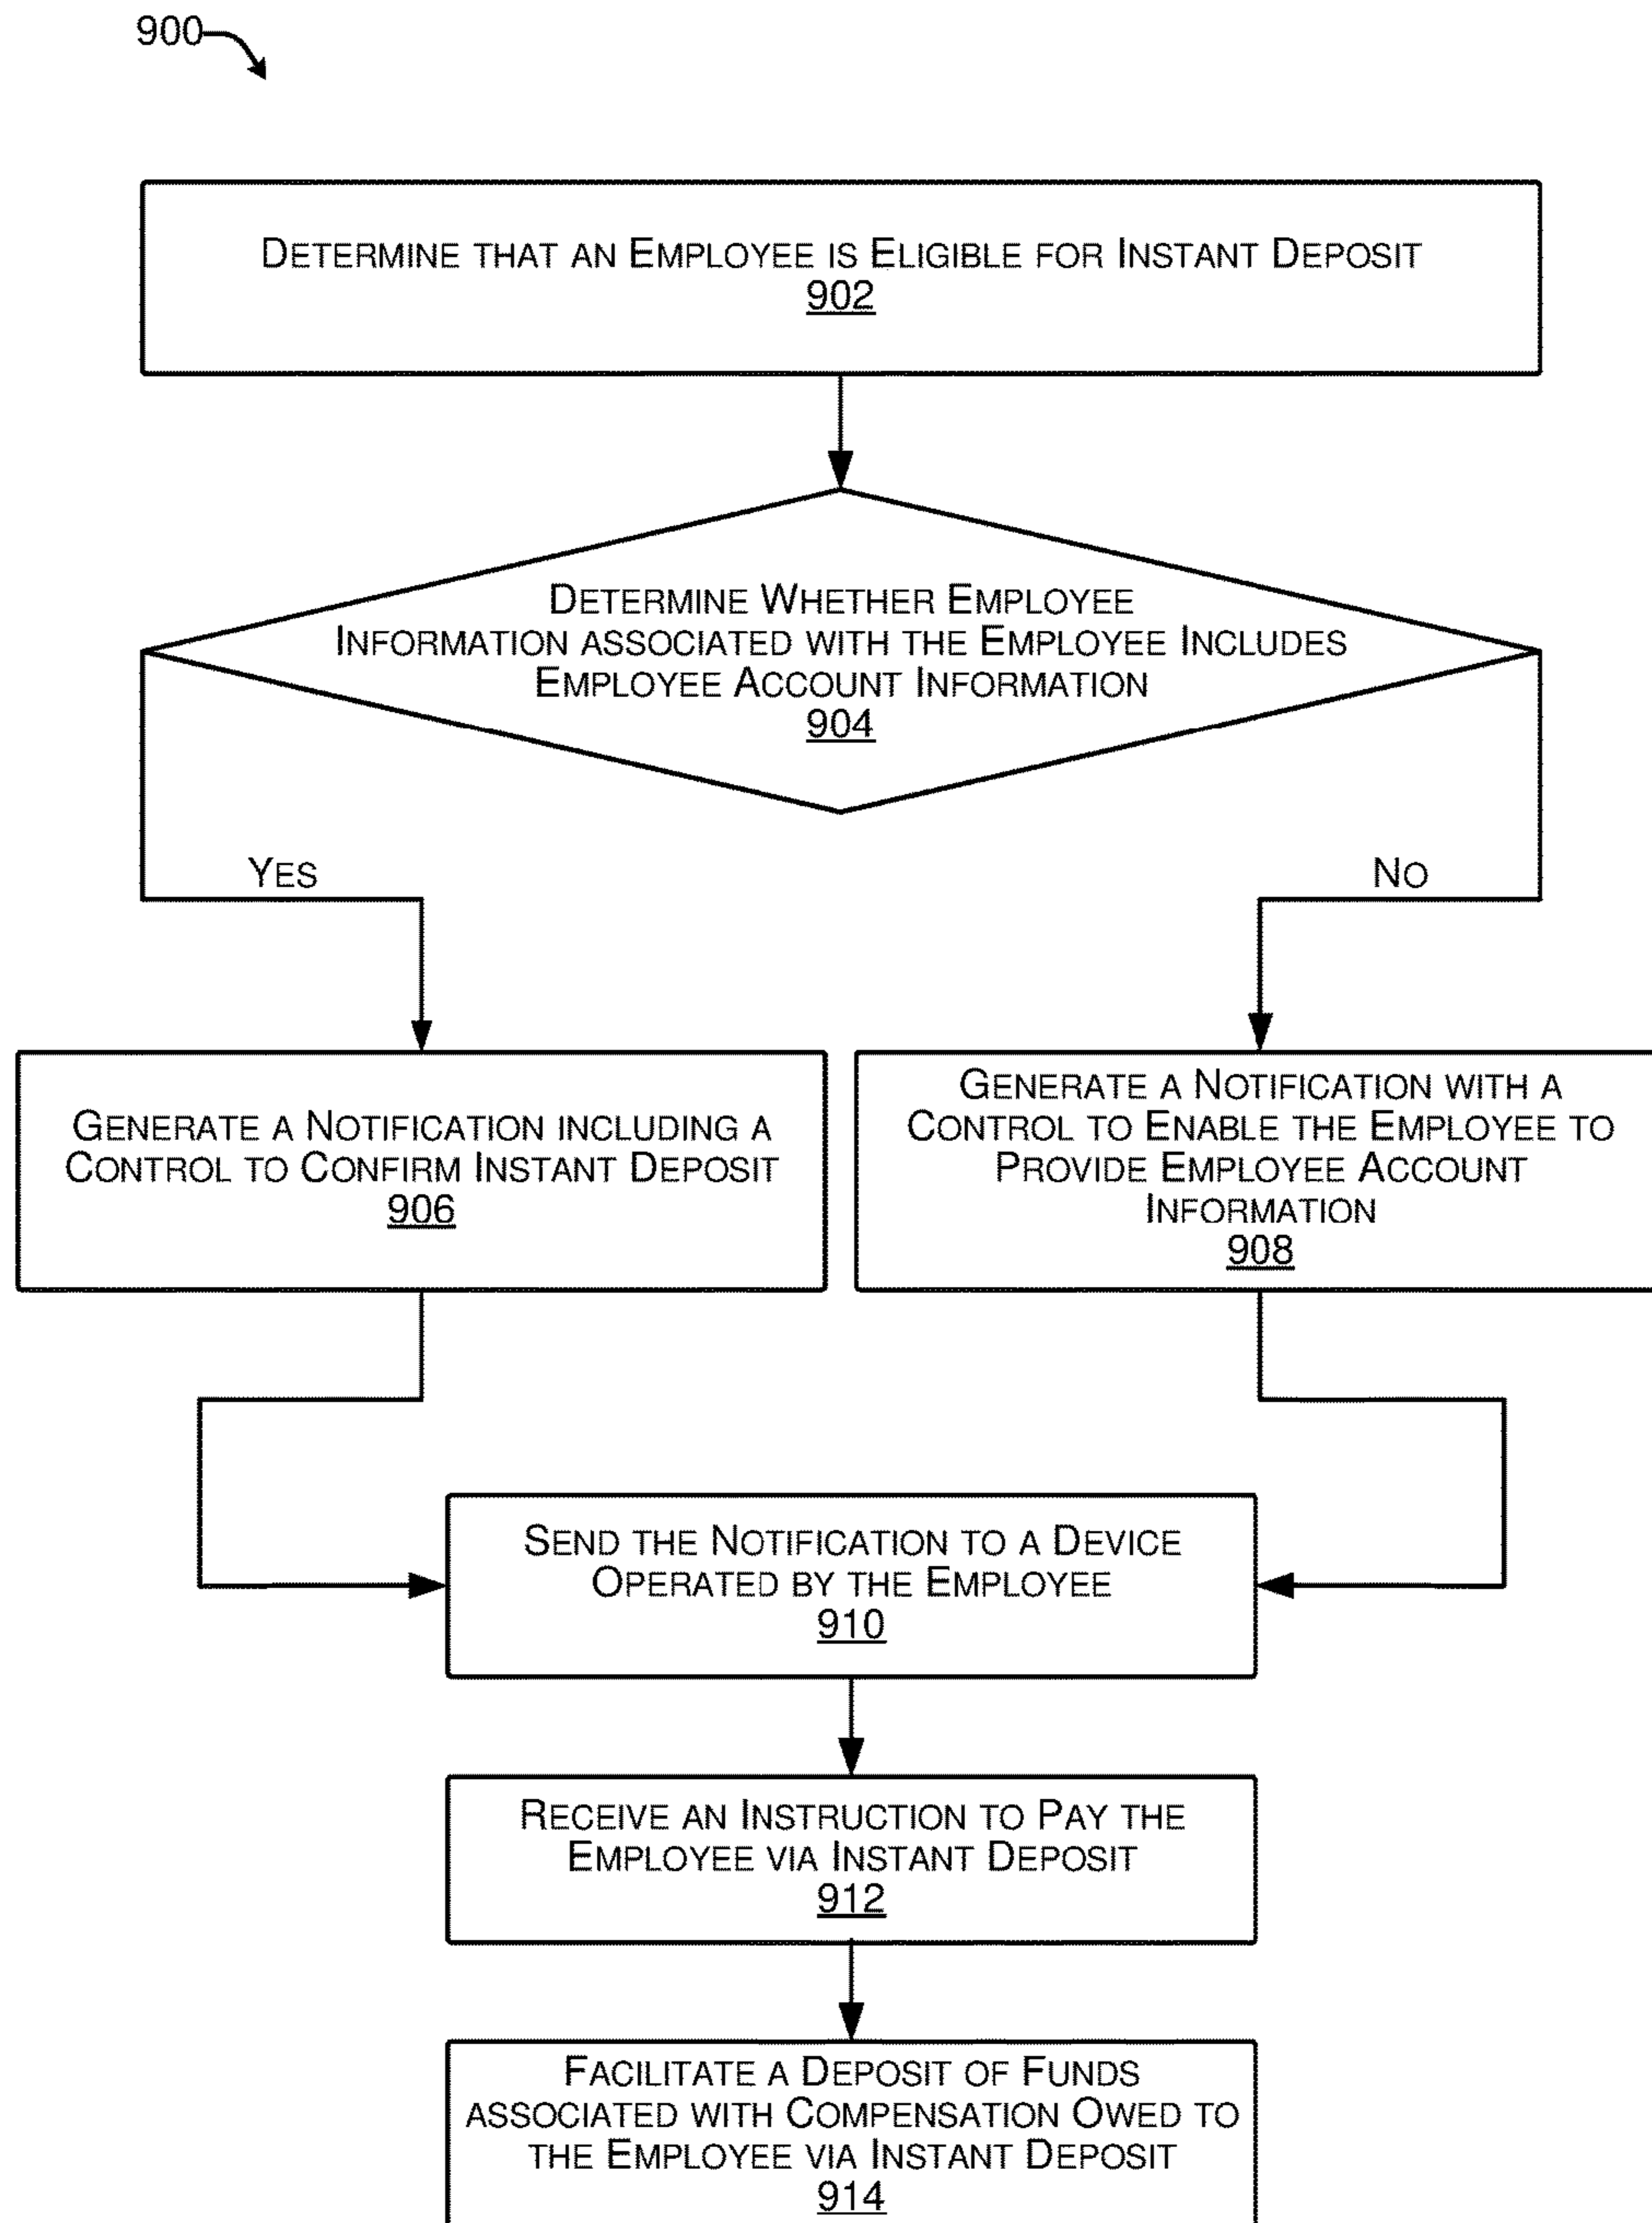 900
DETERMINE THAT AN EMPLOYEE IS ELIGIBLE FOR INSTANT DEPOSIT
902
DETERMINE WHETHER EMPLOYEE
INFORMATION ASSOCIATED WITH THE EMPLOYEE INCLUDES
EMPLOYEE ACCOUNT INFORMATION
904
YES
NO
GENERATE A NOTIFICATION INCLUDING A
CONTROL TO CONFIRM INSTANT DEPOSIT
906
GENERATE A NOTIFICATION WITH A
CONTROL TO ENABLE THE EMPLOYEE TO
PROVIDE EMPLOYEE ACCOUNT
INFORMATION
908
SEND THE NOTIFICATION TO A DEVICE
OPERATED BY THE EMPLOYEE
910
RECEIVE AN INSTRUCTION TO PAY THE
EMPLOYEE VIA INSTANT DEPOSIT
912
FACILITATE A DEPOSIT OF FUNDS
ASSOCIATED WITH COMPENSATION OWED TO
THE EMPLOYEE VIA INSTANT DEPOSIT
914